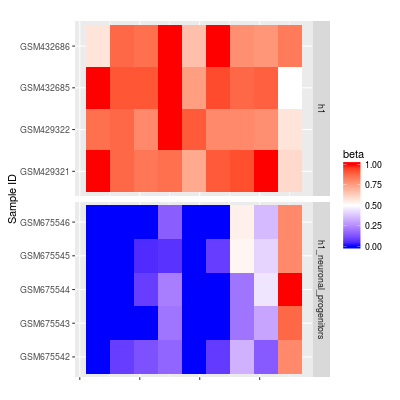 GSM432686
GSM432685
GSM429322
GSM429321
h1
GSM675546
GSM675545
GSM675544
GSM675543
GSM675542
h1_neuronal_progenitors
Sample ID
beta
1.00
0.75
0.50
0.25
0.00